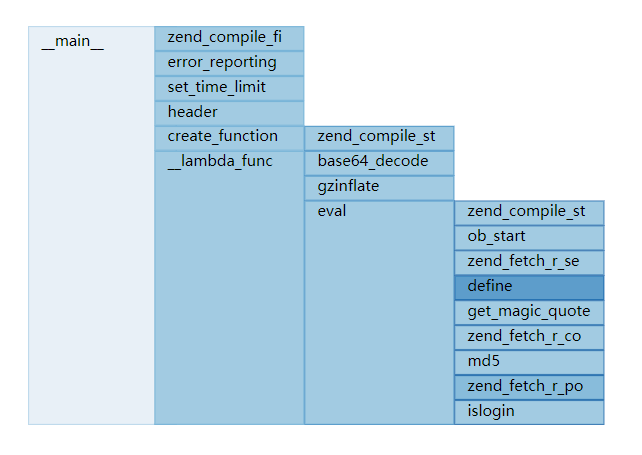 __main__
zend_compile_fi
error_reporting
set_time_limit
header
create_function
zend_compile_st
__lambda_func
base64_decode
gzinflate
eval
zend_compile_st
ob_start
zend_fetch_r_se
define
get_magic_quote
zend_fetch_r_co
md5
zend_fetch_r_po
islogin